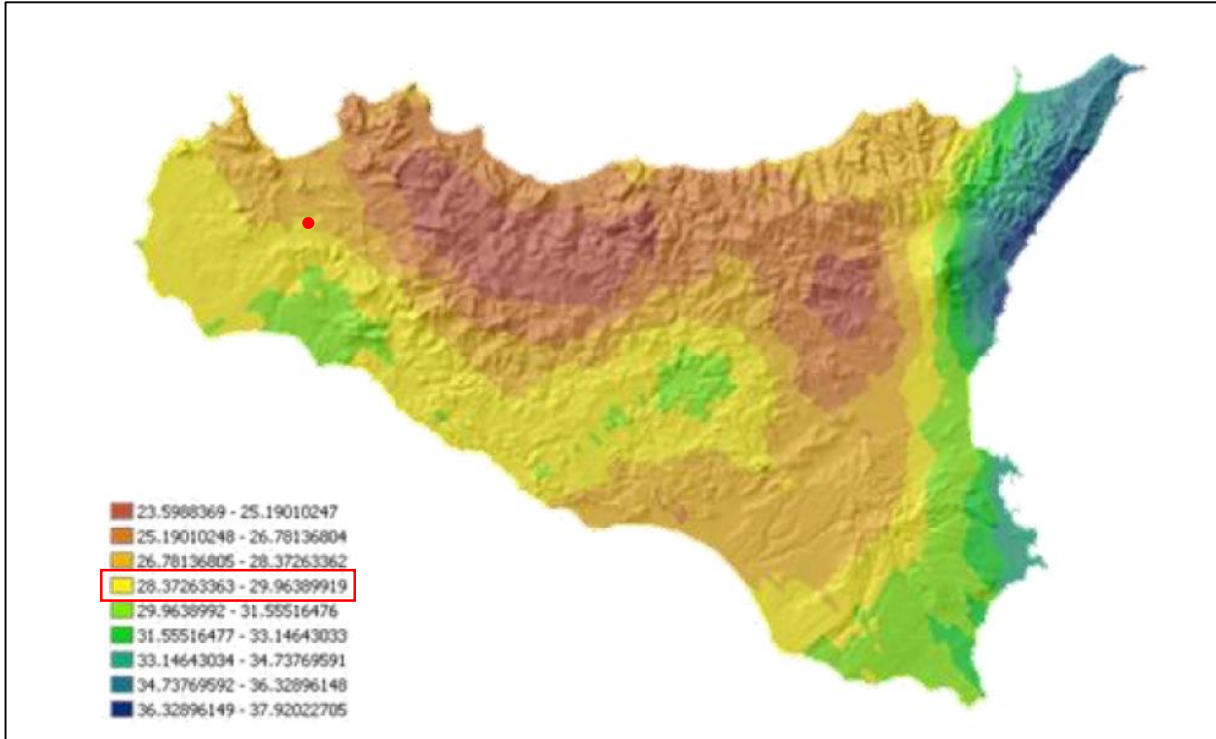 23.5988369 - 25.19010247
25.19010248 - 26.78136804
26.78136805 - 28.37263362
28.37263363 - 29.96389919
29.9638992 - 31.55516476
31.55516477 - 33.14643033
33.14643034 - 34.73769591
34.73769592 - 36.32896148
36.32896149 - 37.92022705